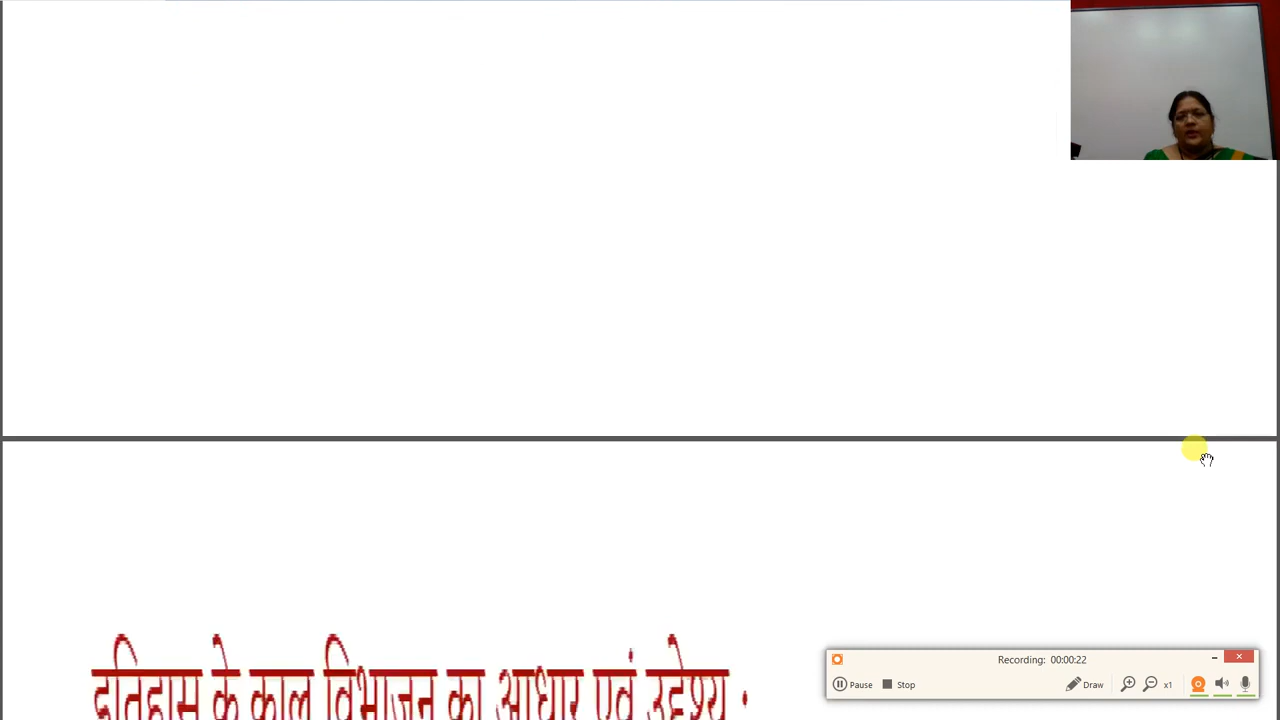 इतिहास के काल विभाजन का आधार एवं उद्देश्य :
Recording: 00:00:22
Pause Stop Draw x1